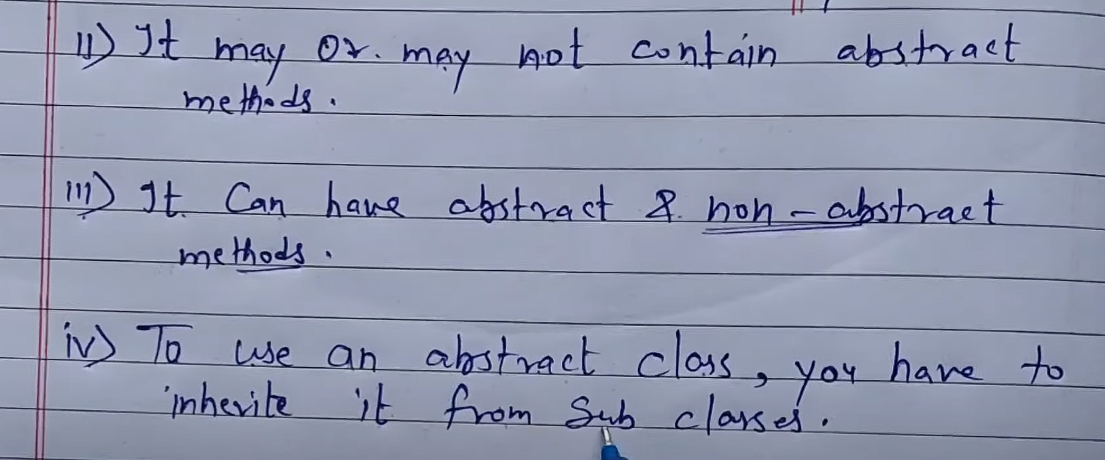 ii) It may or. may not contain abstract
methods.
iii) It. Can have abstract & non-abstract
methods.
iv) To use an abstract class, you have to
inherite it from Sub classes.